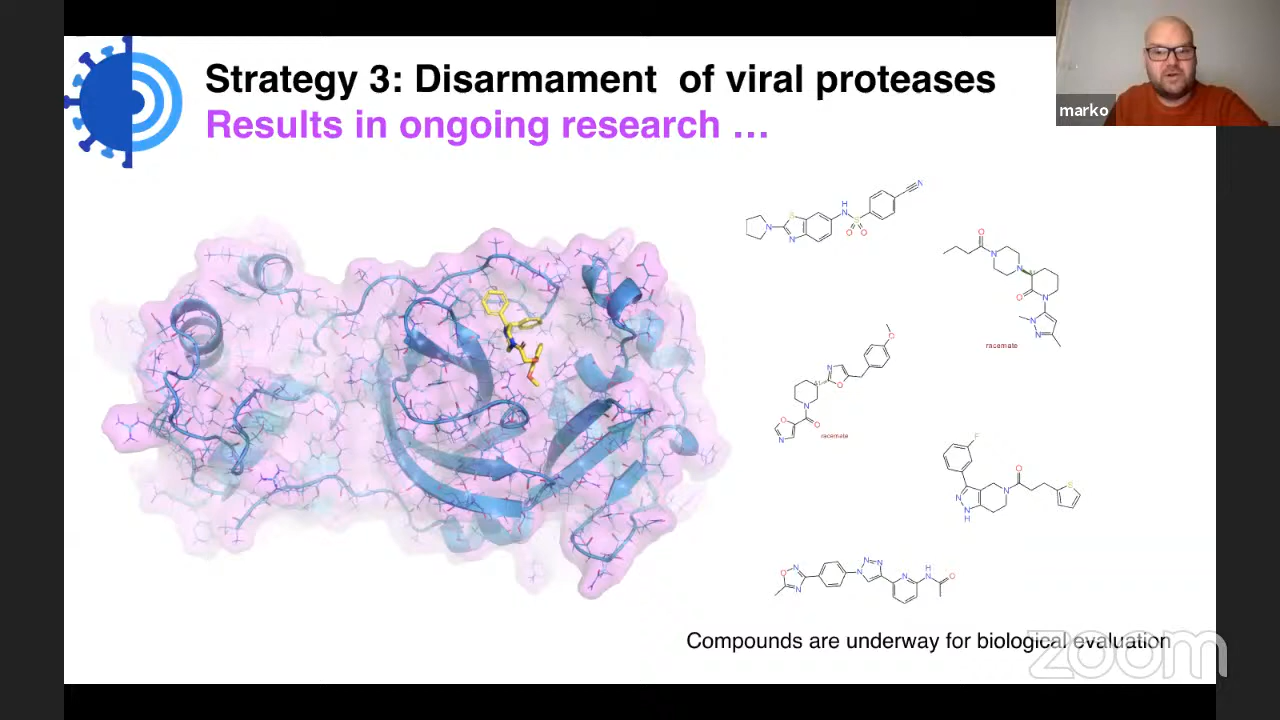 Strategy 3: Disarmament  of viral proteases
Results in ongoing research …
marko
N
H
N
S
N
N
S
O
O
O
N
N
O
N
N
N
racemate
O
N
O
N
O
N
O
N
racemate
F
O
N
N
N
H
S
O
N
N
N
N
N
N
H
N
O
Compounds are underway for biological evaluation
zoom